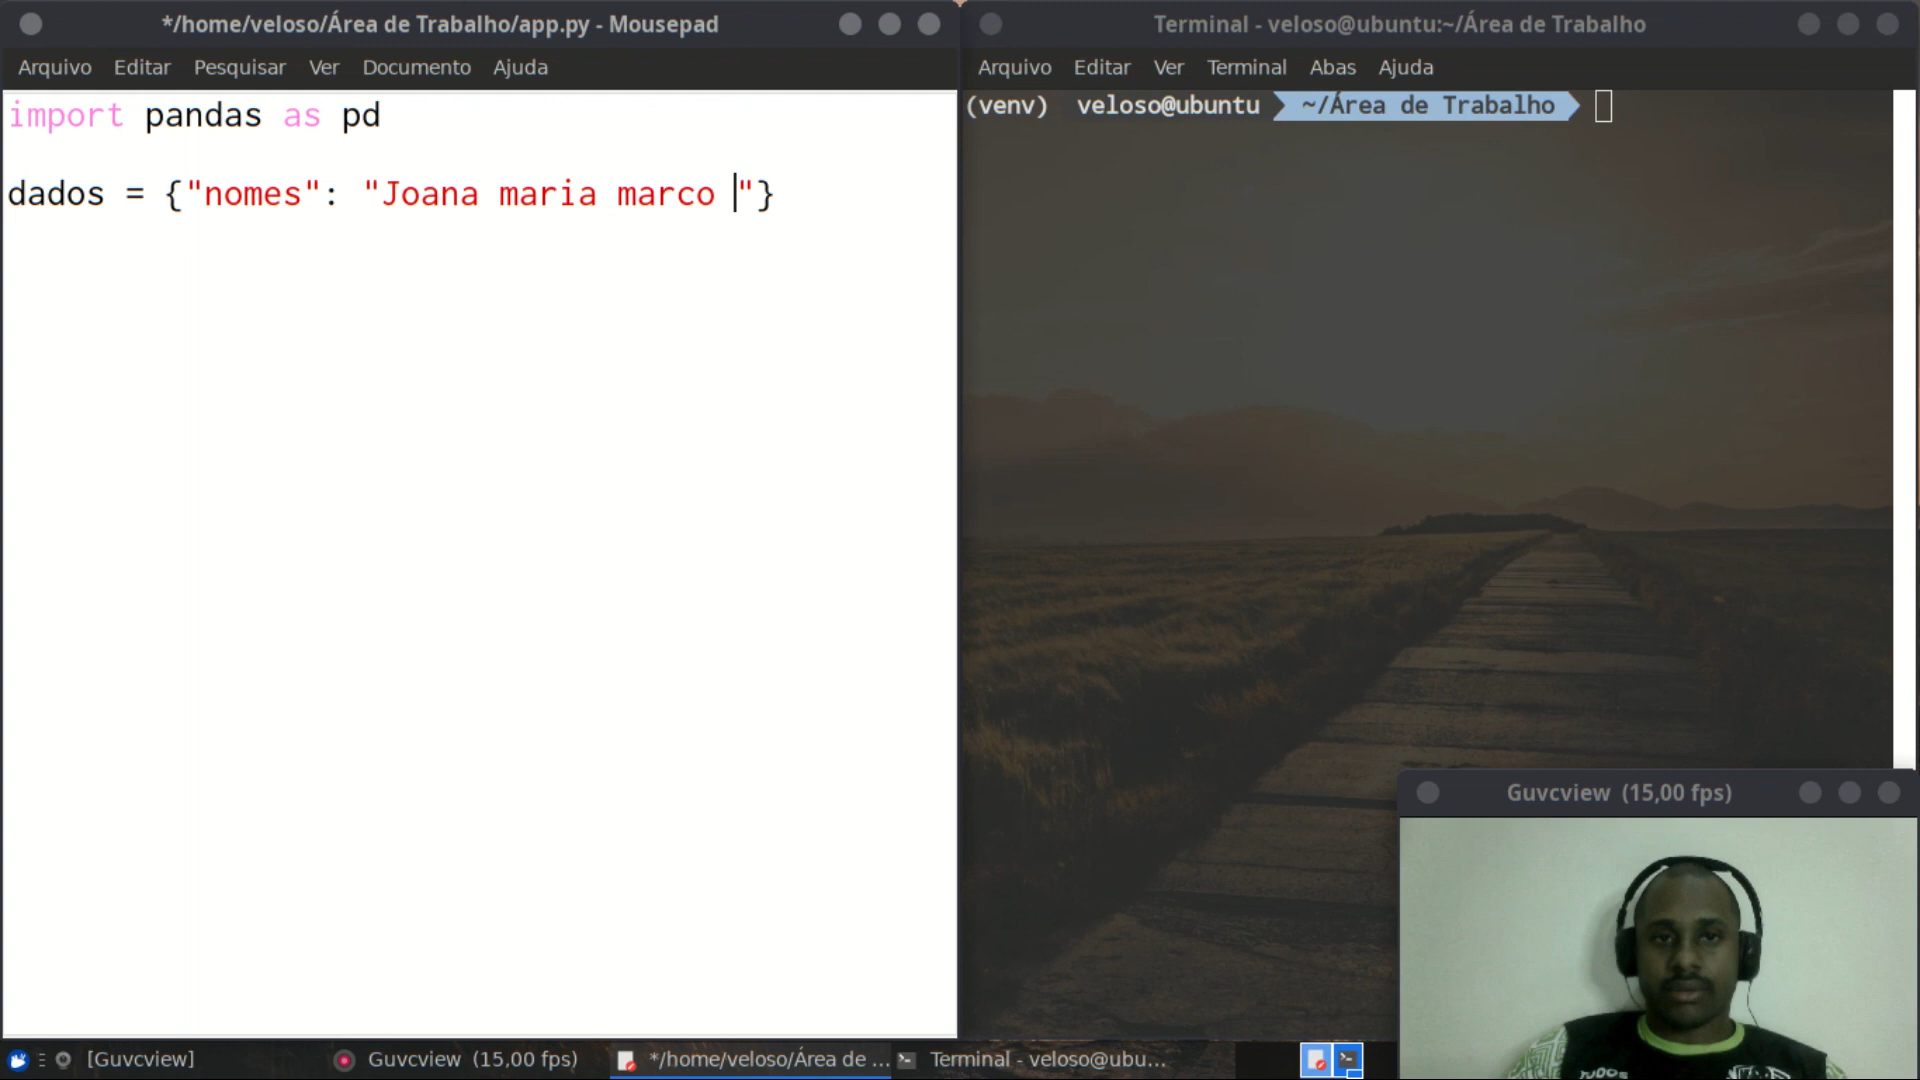 */home/veloso/Área de Trabalho/app.py - Mousepad
Arquivo Editar Pesquisar Ver Documento Ajuda
import pandas as pd
dados = {"nomes": "Joana maria marco "}
Terminal - veloso@ubuntu:~/Área de Trabalho
Arquivo Editar Ver Terminal Abas Ajuda
(venv) veloso@ubuntu ~/Área de Trabalho
Guvcview (15,00 fps)
[Guvcview]
Guvcview (15,00 fps)
*/home/veloso/Área de ...
Terminal - veloso@ubu...